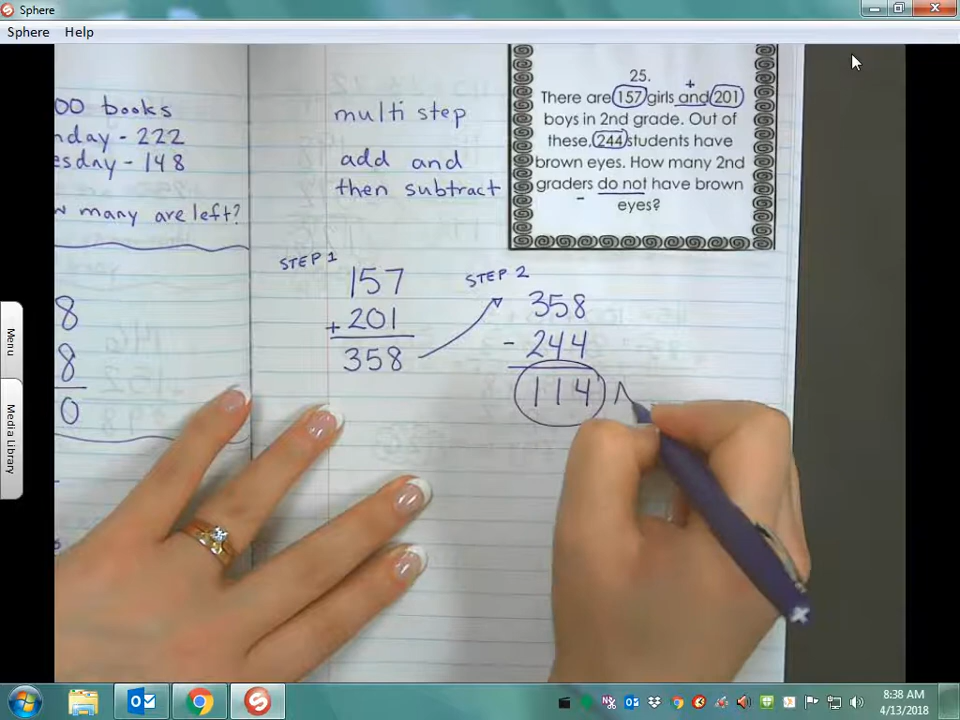 Sphere
Sphere Help
00 books
nday - 222
esday - 148
w many are left?
8
8
0
multi step
add and
then subtract
25.
+
There are 157 girls and 201
boys in 2nd grade. Out of
these, 244 students have
brown eyes. How many 2nd
graders do not have brown
-
eyes?
STEP 1
157
+ 201
358
STEP 2
358
- 244
114
Menu
Media Library
8:38 AM
4/13/2018